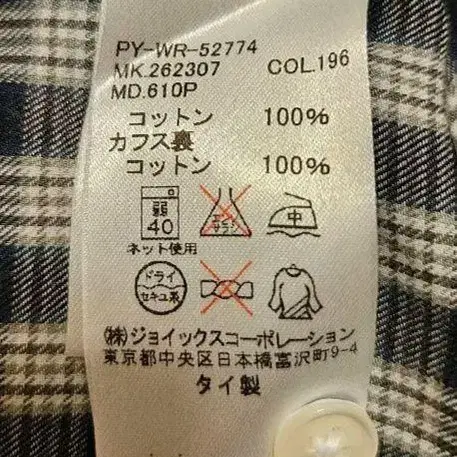 PY-WR-52774
MK.262307 COL.196
MD.610P
コットン 100%
カフス裏
コットン 100%
弱
40
エンソ
サラシ
中
ネット使用
ドライ
セキユ系
(株)ジョイックスコーポレーション
東京都中央区日本橋富沢町9-4
タイ製